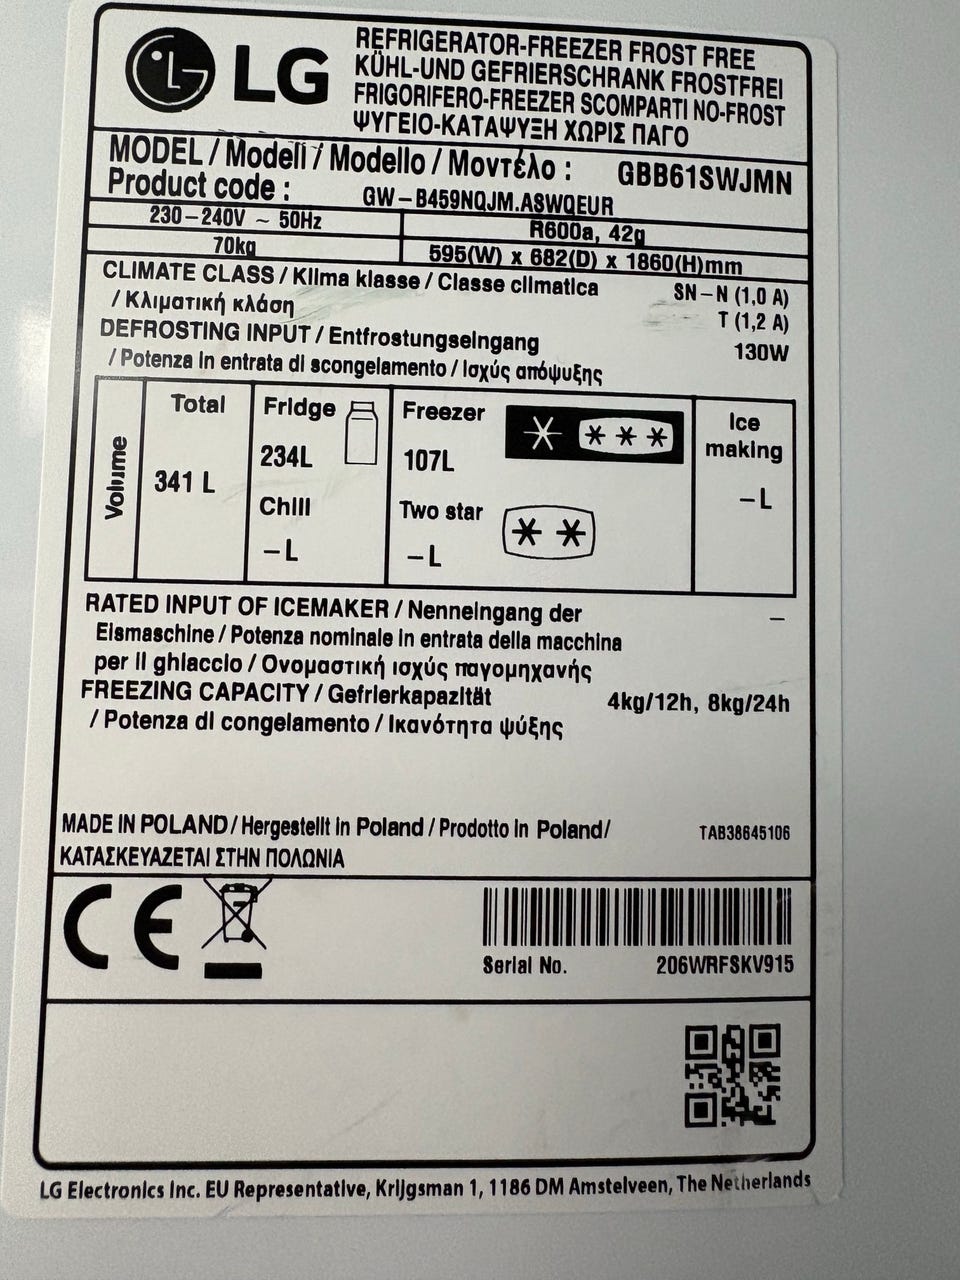 LG
REFRIGERATOR-FREEZER FROST FREE
KÜHL-UND GEFRIERSCHRANK FROSTFREI
FRIGORIFERO-FREEZER SCOMPARTI NO-FROST
ΨΥΓΕΙΟ-ΚΑΤΑΨΥΞΗ ΧΩΡΙΣ ΠΑΓΟ
MODEL / Modell / Modello / Μοντέλο : GBB61SWJMN
Product code : GW-B459NQJM.ASWQEUR
230-240V ~ 50Hz R600a, 42g
70kg 595(W) x 682(D) x 1860(H)mm
CLIMATE CLASS / Klima klasse / Classe climatica SN-N (1,0 A)
/ Κλιματική κλάση T (1,2 A)
DEFROSTING INPUT / Entfrostungseingang 130W
/ Potenza in entrata di scongelamento / Ισχύς απόψυξης
Volume
Total
341 L
Fridge
234L
Chill
-L
Freezer
107L
Two star
-L
Ice
making
-L
RATED INPUT OF ICEMAKER / Nenneingang der -
Eismaschine / Potenza nominale in entrata della macchina
per il ghiaccio / Ονομαστική ισχύς παγομηχανής
FREEZING CAPACITY / Gefrierkapazität 4kg/12h, 8kg/24h
/ Potenza di congelamento / Ικανότητα ψύξης
MADE IN POLAND/ Hergestellt in Poland / Prodotto in Poland/ TAB38645106
ΚΑΤΑΣΚΕΥΑΖΕΤΑΙ ΣΤΗΝ ΠΟΛΩΝΙΑ
CE
Serial No. 206WRFSKV915
LG Electronics Inc. EU Representative, Krijgsman 1, 1186 DM Amstelveen, The Netherlands